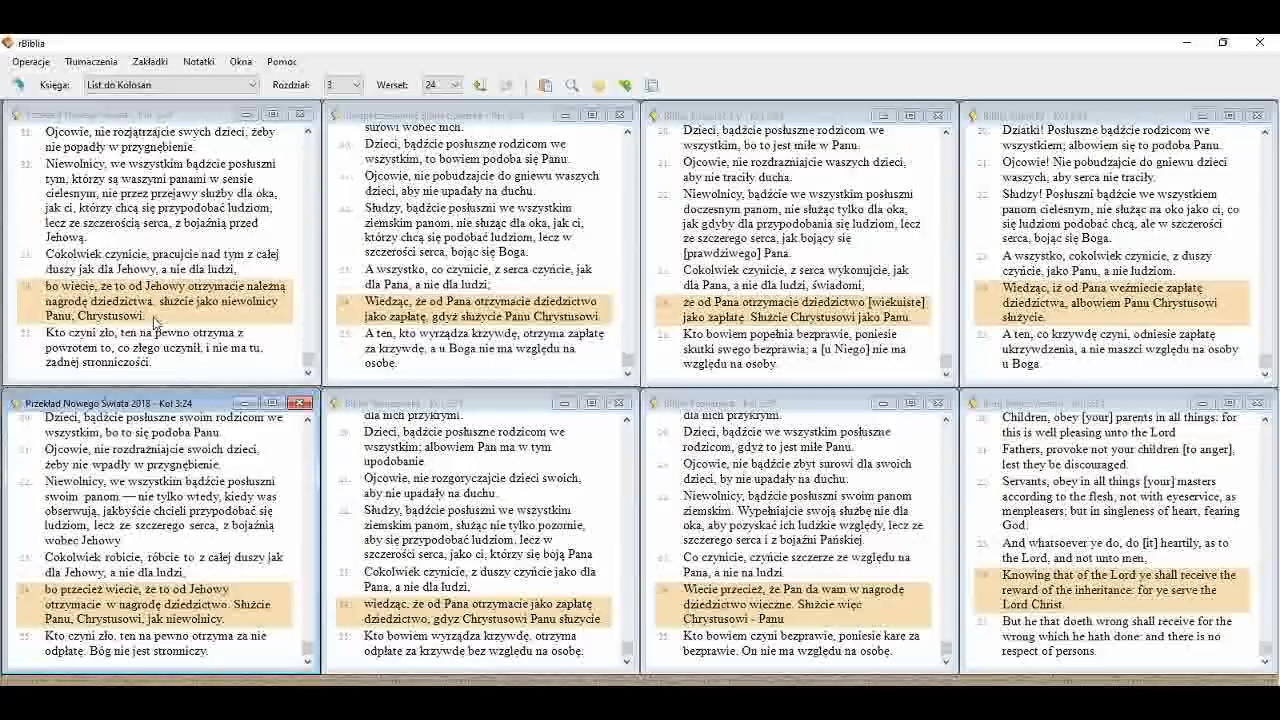 rBiblia
Operacje Tłumaczenia Zakładki Notatki Okna Pomoc
Księga: List do Kolosan Rozdział: 3 Werset: 24
21. Ojcowie, nie rozjątrzajcie swych dzieci, żeby
nie popadły w przygnębienie.
22. Niewolnicy, we wszystkim bądźcie posłuszni
tym, którzy są waszymi panami w sensie
cielesnym, nie przez przejawy służby dla oka,
jak ci, którzy chcą się przypodobać ludziom,
lecz ze szczerością serca, z bojaźnią przed
Jehową.
23. Cokolwiek czynicie, pracujcie nad tym z całej
duszy jak dla Jehowy, a nie dla ludzi,
bo wiecie, że to od Jehowy otrzymacie należną
nagrodę dziedzictwa. służcie jako niewolnicy
Panu, Chrystusowi.
Kto czyni zło, ten na pewno otrzyma z
powrotem to, co złego uczynił, i nie ma tu.
żadnej stronniczości.
surowi wobec nich.
Dzieci, bądźcie posłuszne rodzicom we
wszystkim, to bowiem podoba się Panu.
Ojcowie, nie pobudzajcie do gniewu waszych
dzieci, aby nie upadały na duchu.
Słudzy, bądźcie posłuszni we wszystkim
ziemskim panom, nie służąc dla oka, jak ci,
którzy chcą się podobać ludziom, lecz w
szczerości serca, bojąc się Boga.
A wszystko, co czynicie, z serca czyńcie, jak
dla Pana, a nie dla ludzi;
Wiedząc, że od Pana otrzymacie dziedzictwo
jako zapłatę, gdyż służycie Panu Chrystusowi.
A ten, kto wyrządza krzywdę, otrzyma zapłatę
za krzywdę, a u Boga nie ma względu na
osobę.
Dzieci, bądźcie posłuszne rodzicom we
wszystkim, bo to jest miłe w Panu.
Ojcowie, nie rozdrażniajcie waszych dzieci,
aby nie traciły ducha.
Niewolnicy, bądźcie we wszystkim posłuszni
doczesnym panom, nie służąc tylko dla oka,
jak gdyby dla przypodobania się ludziom, lecz
ze szczerego serca, jak bojący się
[prawdziwego] Pana.
Cokolwiek czynicie, z serca wykonujcie, jak
dla Pana, a nie dla ludzi, świadomi,
że od Pana otrzymacie dziedzictwo [wiekuiste]
jako zapłatę. Służcie Chrystusowi jako Panu.
Kto bowiem popełnia bezprawie, poniesie
skutki swego bezprawia; a [u Niego] nie ma
względu na osoby.
Dziatki! Posłuszne bądźcie rodzicom we
wszystkiem; albowiem się to podoba Panu.
Ojcowie! Nie pobudzajcie do gniewu dzieci
waszych, aby serca nie traciły.
Słudzy! Posłuszni bądźcie we wszystkiem
panom cielesnym, nie służąc na oko jako ci, co
się ludziom podobać chcą, ale w szczerości
serca, bojąc się Boga.
A wszystko, cokolwiek czynicie, z duszy
czyńcie, jako Panu, a nie ludziom.
Wiedząc, iż od Pana weźmiecie zapłatę
dziedzictwa, albowiem Panu Chrystusowi
służycie.
A ten, co krzywdę czyni, odniesie zapłatę
ukrzywdzenia, a nie maszci względu na osoby
u Boga.
Przekład Nowego Świata 2018 - Kol 3:24
Dzieci, bądźcie posłuszne swoim rodzicom we
wszystkim, bo to się podoba Panu.
Ojcowie, nie rozdrażniajcie swoich dzieci,
żeby nie wpadły w przygnębienie.
Niewolnicy, we wszystkim bądźcie posłuszni
swoim panom — nie tylko wtedy, kiedy was
obserwują, jakbyście chcieli przypodobać się
ludziom, lecz ze szczerego serca, z bojaźnią
wobec Jehowy
Cokolwiek robicie, róbcie to z całej duszy jak
dla Jehowy, a nie dla ludzi,
bo przecież wiecie, że to od Jehowy
otrzymacie w nagrodę dziedzictwo. Służcie
Panu, Chrystusowi, jak niewolnicy.
Kto czyni zło, ten na pewno otrzyma za nie
odpłatę. Bóg nie jest stronniczy.
dla nich przykrymi.
Dzieci, bądźcie posłuszne rodzicom we
wszystkim; albowiem Pan ma w tym
upodobanie
Ojcowie, nie rozgoryczajcie dzieci swoich,
aby nie upadały na duchu.
Słudzy, bądźcie posłuszni we wszystkim
ziemskim panom, służąc nie tylko pozornie,
aby się przypodobać ludziom, lecz w
szczerości serca, jako ci, którzy się boją Pana
Cokolwiek czynicie, z duszy czyńcie jako dla
Pana, a nie dla ludzi,
wiedząc, że od Pana otrzymacie jako zapłatę
dziedzictwo, gdyż Chrystusowi Panu służycie
Kto bowiem wyrządza krzywdę, otrzyma
odpłatę za krzywdę bez względu na osobę.
dla nich przykrymi.
Dzieci, bądźcie we wszystkim posłuszne
rodzicom, gdyż to jest miłe Panu.
Ojcowie, nie bądźcie zbyt surowi dla swoich
dzieci, by nie upadały na duchu.
Niewolnicy, bądźcie posłuszni swoim panom
ziemskim. Wypełniajcie swoją służbę nie dla
oka, aby pozyskać ich ludzkie względy, lecz ze
szczerego serca i z bojaźni Pańskiej.
Co czynicie, czyńcie szczerze ze względu na
Pana, a nie na ludzi
Wiecie przecież, że Pan da wam w nagrodę
dziedzictwo wieczne. Służcie więc
Chrystusowi - Panu
Kto bowiem czyni bezprawie, poniesie karę za
bezprawie. On nie ma względu na osobę.
Children, obey [your] parents in all things: for
this is well pleasing unto the Lord
Fathers, provoke not your children [to anger],
lest they be discouraged.
Servants, obey in all things [your] masters
according to the flesh, not with eyeservice, as
menpleasers; but in singleness of heart, fearing
God:
And whatsoever ye do, do [it] heartily, as to
the Lord, and not unto men,
Knowing that of the Lord ye shall receive the
reward of the inheritance: for ye serve the
Lord Christ.
But he that doeth wrong shall receive for the
wrong which he hath done: and there is no
respect of persons.